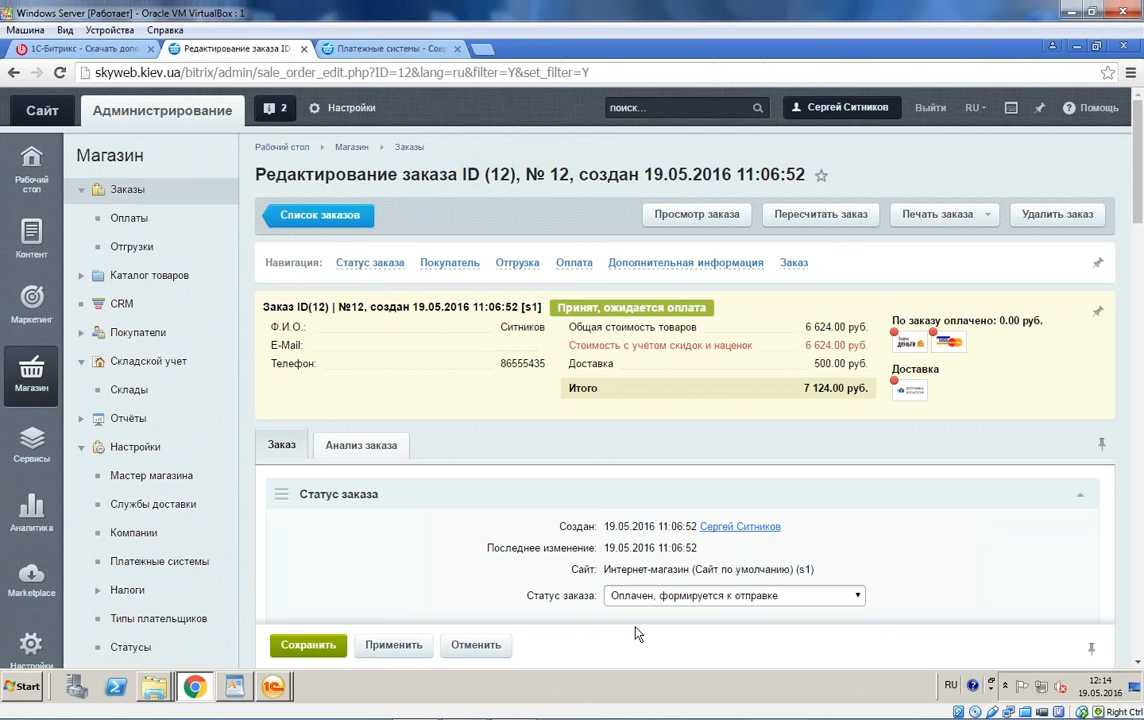 Windows Server [Работает] - Oracle VM VirtualBox : 1
Машина Вид Устройства Справка
1С-Битрикс - Скачать допо
Редактирование заказа ID
Платежные системы - Совр
skyweb.kiev.ua/bitrix/admin/sale_order_edit.php?ID=12&lang=ru&filter=Y&set_filter=Y
Сайт Администрирование 2 Настройки поиск... Сергей Ситников Выйти RU Помощь
Рабочий стол
Контент
Маркетинг
Магазин
Сервисы
Аналитика
Marketplace
Настройки
Магазин
Заказы
Оплаты
Отгрузки
Каталог товаров
CRM
Покупатели
Складской учет
Склады
Отчёты
Настройки
Мастер магазина
Службы доставки
Компании
Платежные системы
Налоги
Типы плательщиков
Статусы
Рабочий стол Магазин Заказы
Редактирование заказа ID (12), № 12, создан 19.05.2016 11:06:52
Список заказов Просмотр заказа Пересчитать заказ Печать заказа Удалить заказ
Навигация: Статус заказа Покупатель Отгрузка Оплата Дополнительная информация Заказ
Заказ ID(12) | №12, создан 19.05.2016 11:06:52 [s1] Принят, ожидается оплата
Ф.И.О.: Ситников
E-Mail:
Телефон: 86555435
Общая стоимость товаров 6 624.00 руб.
Стоимость с учётом скидок и наценок 6 624.00 руб.
Доставка 500.00 руб.
Итого 7 124.00 руб.
По заказу оплачено: 0.00 руб.
Доставка
Заказ Анализ заказа
Статус заказа
Создан: 19.05.2016 11:06:52 Сергей Ситников
Последнее изменение: 19.05.2016 11:06:52
Сайт: Интернет-магазин (Сайт по умолчанию) (s1)
Статус заказа: Оплачен, формируется к отправке
Сохранить Применить Отменить
Start RU 12:14
19.05.2016
Right Ctrl